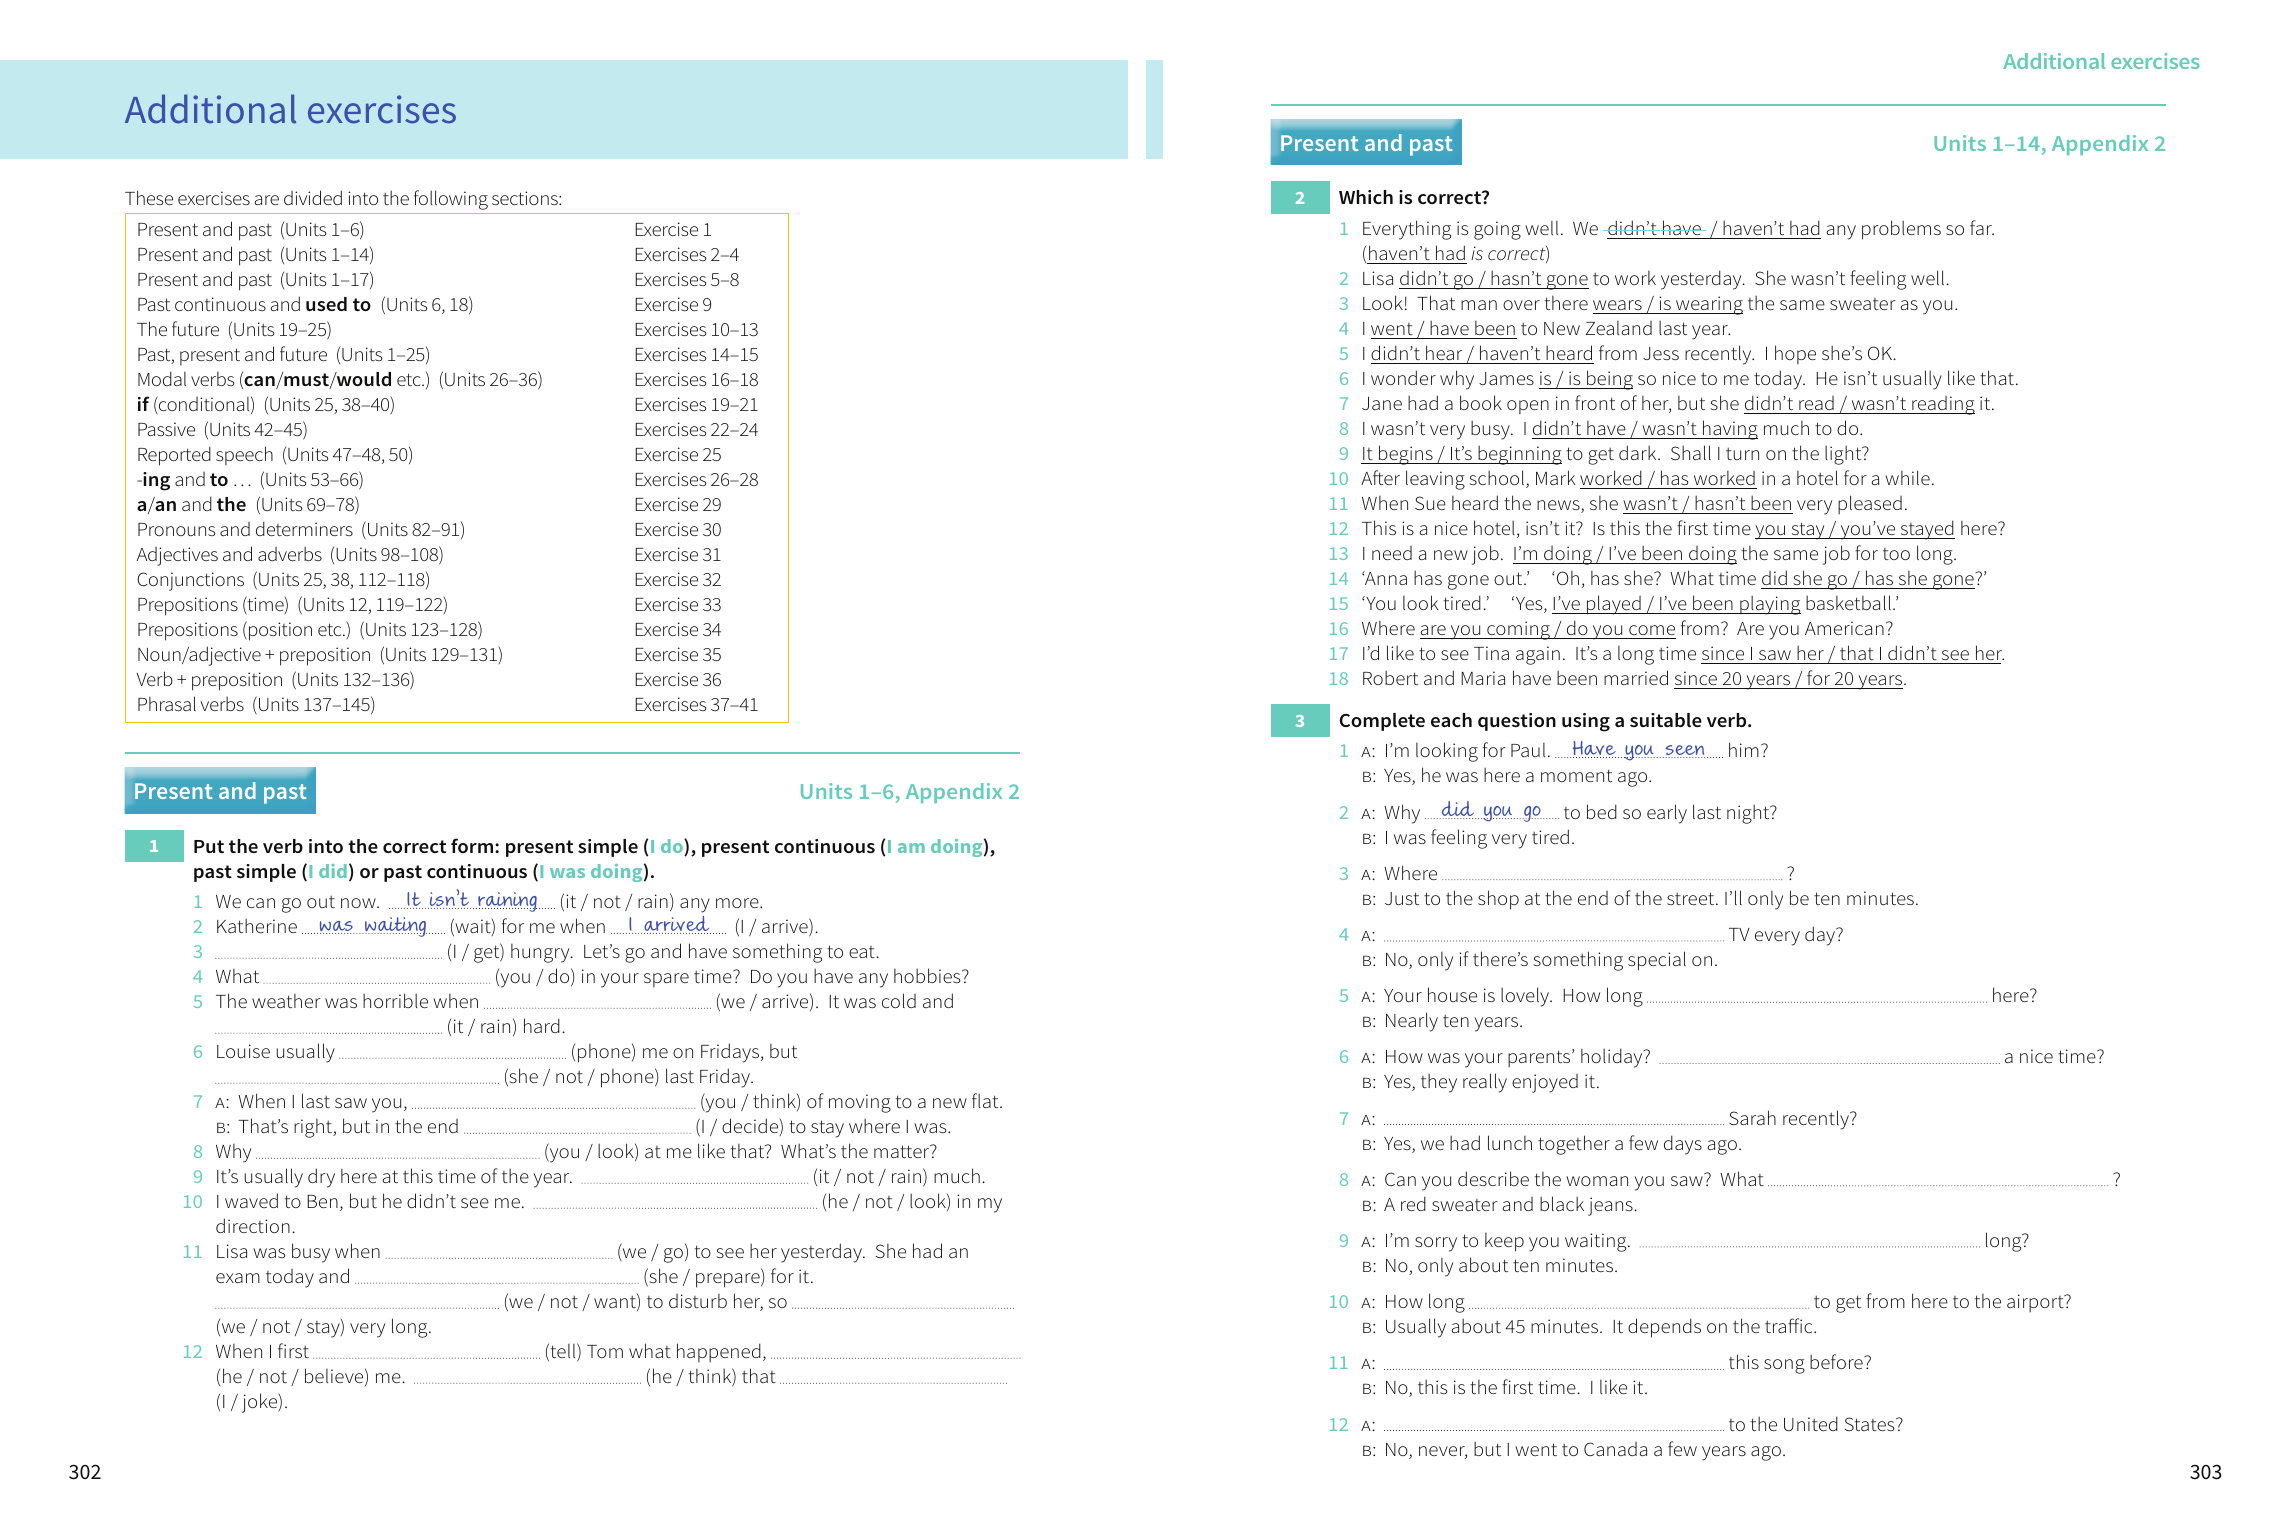 Additional exercises
These exercises are divided into the following sections:
Present and past (Units 1–6) Exercise 1
Present and past (Units 1–14) Exercises 2–4
Present and past (Units 1–17) Exercises 5–8
Past continuous and used to (Units 6, 18) Exercise 9
The future (Units 19–25) Exercises 10–13
Past, present and future (Units 1–25) Exercises 14–15
Modal verbs (can/must/would etc.) (Units 26–36) Exercises 16–18
if (conditional) (Units 25, 38–40) Exercises 19–21
Passive (Units 42–45) Exercises 22–24
Reported speech (Units 47–48, 50) Exercise 25
-ing and to … (Units 53–66) Exercises 26–28
a/an and the (Units 69–78) Exercise 29
Pronouns and determiners (Units 82–91) Exercise 30
Adjectives and adverbs (Units 98–108) Exercise 31
Conjunctions (Units 25, 38, 112–118) Exercise 32
Prepositions (time) (Units 12, 119–122) Exercise 33
Prepositions (position etc.) (Units 123–128) Exercise 34
Noun/adjective + preposition (Units 129–131) Exercise 35
Verb + preposition (Units 132–136) Exercise 36
Phrasal verbs (Units 137–145) Exercises 37–41
Present and past Units 1–6, Appendix 2
1 Put the verb into the correct form: present simple (I do), present continuous (I am doing),
past simple (I did) or past continuous (I was doing).
1 We can go out now. It isn't raining (it / not / rain) any more.
2 Katherine was waiting (wait) for me when I arrived (I / arrive).
3 (I / get) hungry. Let's go and have something to eat.
4 What (you / do) in your spare time? Do you have any hobbies?
5 The weather was horrible when (we / arrive). It was cold and
(it / rain) hard.
6 Louise usually (phone) me on Fridays, but
(she / not / phone) last Friday.
7 A: When I last saw you, (you / think) of moving to a new flat.
B: That's right, but in the end (I / decide) to stay where I was.
8 Why (you / look) at me like that? What's the matter?
9 It's usually dry here at this time of the year. (it / not / rain) much.
10 I waved to Ben, but he didn't see me. (he / not / look) in my
direction.
11 Lisa was busy when (we / go) to see her yesterday. She had an
exam today and (she / prepare) for it.
(we / not / want) to disturb her, so
(we / not / stay) very long.
12 When I first (tell) Tom what happened,
(he / not / believe) me. (he / think) that
(I / joke).
302
Additional exercises
Present and past Units 1–14, Appendix 2
2 Which is correct?
1 Everything is going well. We didn't have / haven't had any problems so far.
(haven't had is correct)
2 Lisa didn't go / hasn't gone to work yesterday. She wasn't feeling well.
3 Look! That man over there wears / is wearing the same sweater as you.
4 I went / have been to New Zealand last year.
5 I didn't hear / haven't heard from Jess recently. I hope she's OK.
6 I wonder why James is / is being so nice to me today. He isn't usually like that.
7 Jane had a book open in front of her, but she didn't read / wasn't reading it.
8 I wasn't very busy. I didn't have / wasn't having much to do.
9 It begins / It's beginning to get dark. Shall I turn on the light?
10 After leaving school, Mark worked / has worked in a hotel for a while.
11 When Sue heard the news, she wasn't / hasn't been very pleased.
12 This is a nice hotel, isn't it? Is this the first time you stay / you've stayed here?
13 I need a new job. I'm doing / I've been doing the same job for too long.
14 'Anna has gone out.' 'Oh, has she? What time did she go / has she gone?'
15 'You look tired.' 'Yes, I've played / I've been playing basketball.'
16 Where are you coming / do you come from? Are you American?
17 I'd like to see Tina again. It's a long time since I saw her / that I didn't see her.
18 Robert and Maria have been married since 20 years / for 20 years.
3 Complete each question using a suitable verb.
1 A: I'm looking for Paul. Have you seen him?
B: Yes, he was here a moment ago.
2 A: Why did you go to bed so early last night?
B: I was feeling very tired.
3 A: Where ?
B: Just to the shop at the end of the street. I'll only be ten minutes.
4 A: TV every day?
B: No, only if there's something special on.
5 A: Your house is lovely. How long here?
B: Nearly ten years.
6 A: How was your parents' holiday? a nice time?
B: Yes, they really enjoyed it.
7 A: Sarah recently?
B: Yes, we had lunch together a few days ago.
8 A: Can you describe the woman you saw? What ?
B: A red sweater and black jeans.
9 A: I'm sorry to keep you waiting. long?
B: No, only about ten minutes.
10 A: How long to get from here to the airport?
B: Usually about 45 minutes. It depends on the traffic.
11 A: this song before?
B: No, this is the first time. I like it.
12 A: to the United States?
B: No, never, but I went to Canada a few years ago.
303